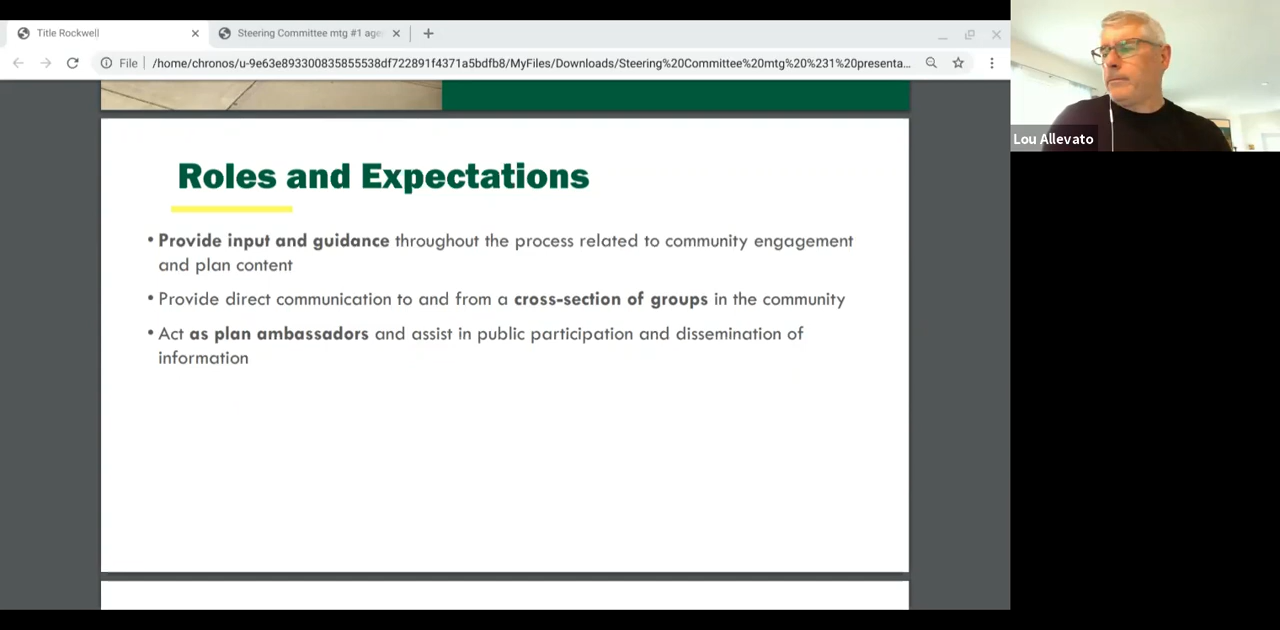 Title Rockwell
Steering Committee mtg #1 age
File
/home/chronos/u-9e63e893300835855538df722891f4371a5bdfb8/MyFiles/Downloads/Steering%20Committee%20mtg%20%231%20presenta...
Lou Allevato
Roles and Expectations
• Provide input and guidance throughout the process related to community engagement
and plan content
• Provide direct communication to and from a cross-section of groups in the community
• Act as plan ambassadors and assist in public participation and dissemination of
information